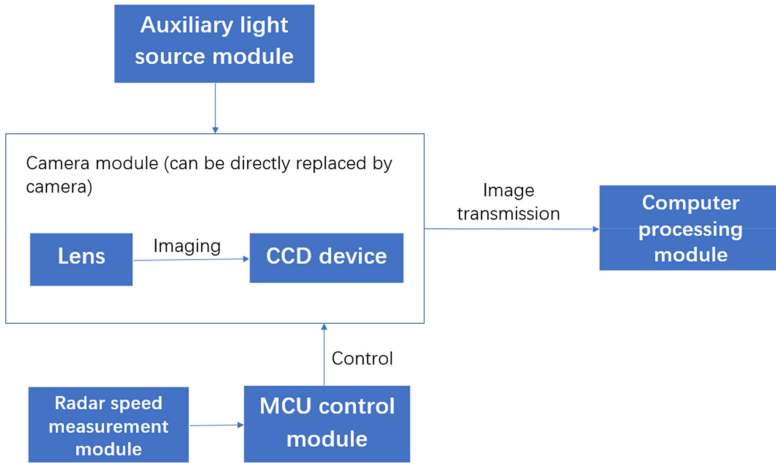 Auxiliary light
source module
Camera module (can be directly replaced by
camera)
Lens
Imaging
CCD device
Image
transmission
Computer
processing
module
Control
Radar speed
measurement
module
MCU control
module